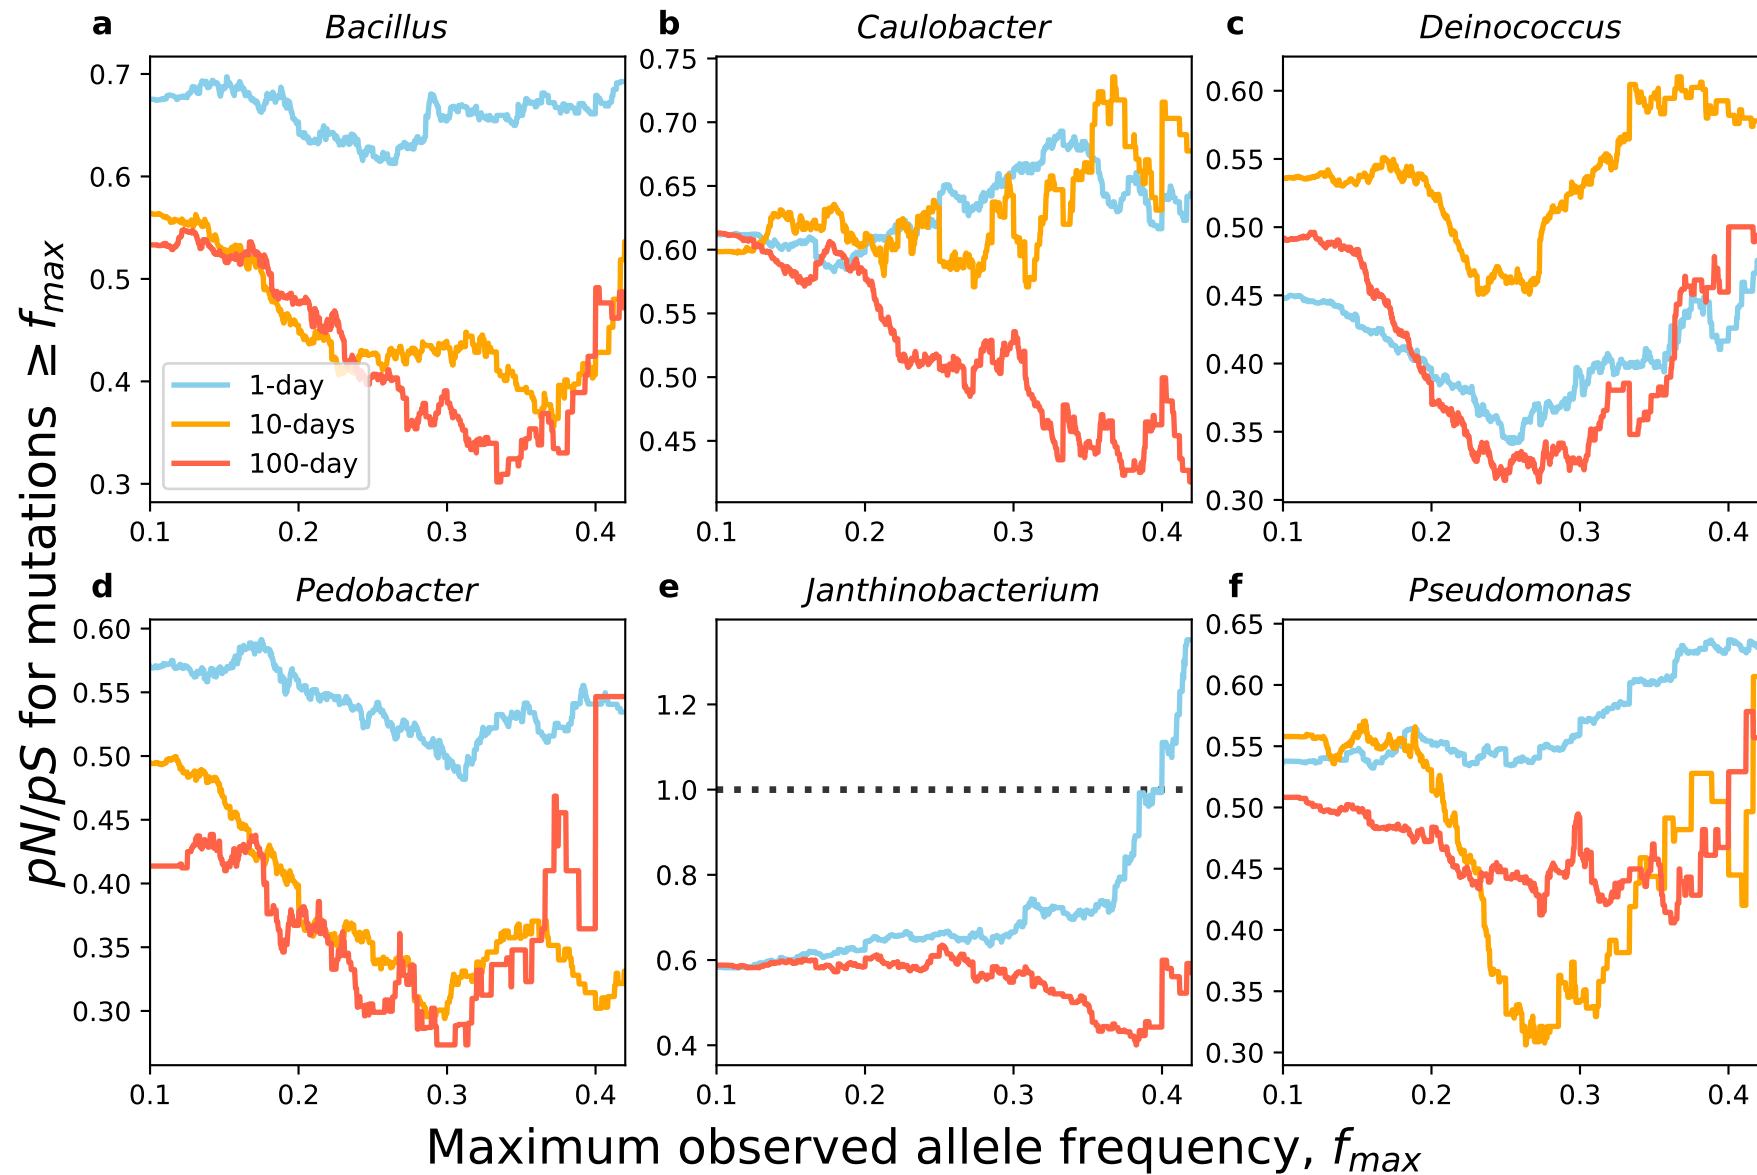 a Bacillus
b Caulobacter
c Deinococcus
pN/pS for mutations ≥ fmax
0.7
0.6
0.5
0.4
0.3
1-day
10-days
100-day
0.1 0.2 0.3 0.4
0.75
0.70
0.65
0.60
0.55
0.50
0.45
0.1 0.2 0.3 0.4
0.60
0.55
0.50
0.45
0.40
0.35
0.30
0.1 0.2 0.3 0.4
d Pedobacter
e Janthinobacterium
f Pseudomonas
0.60
0.55
0.50
0.45
0.40
0.35
0.30
0.1 0.2 0.3 0.4
1.2
1.0
0.8
0.6
0.4
0.1 0.2 0.3 0.4
0.65
0.60
0.55
0.50
0.45
0.40
0.35
0.30
0.1 0.2 0.3 0.4
Maximum observed allele frequency, fmax